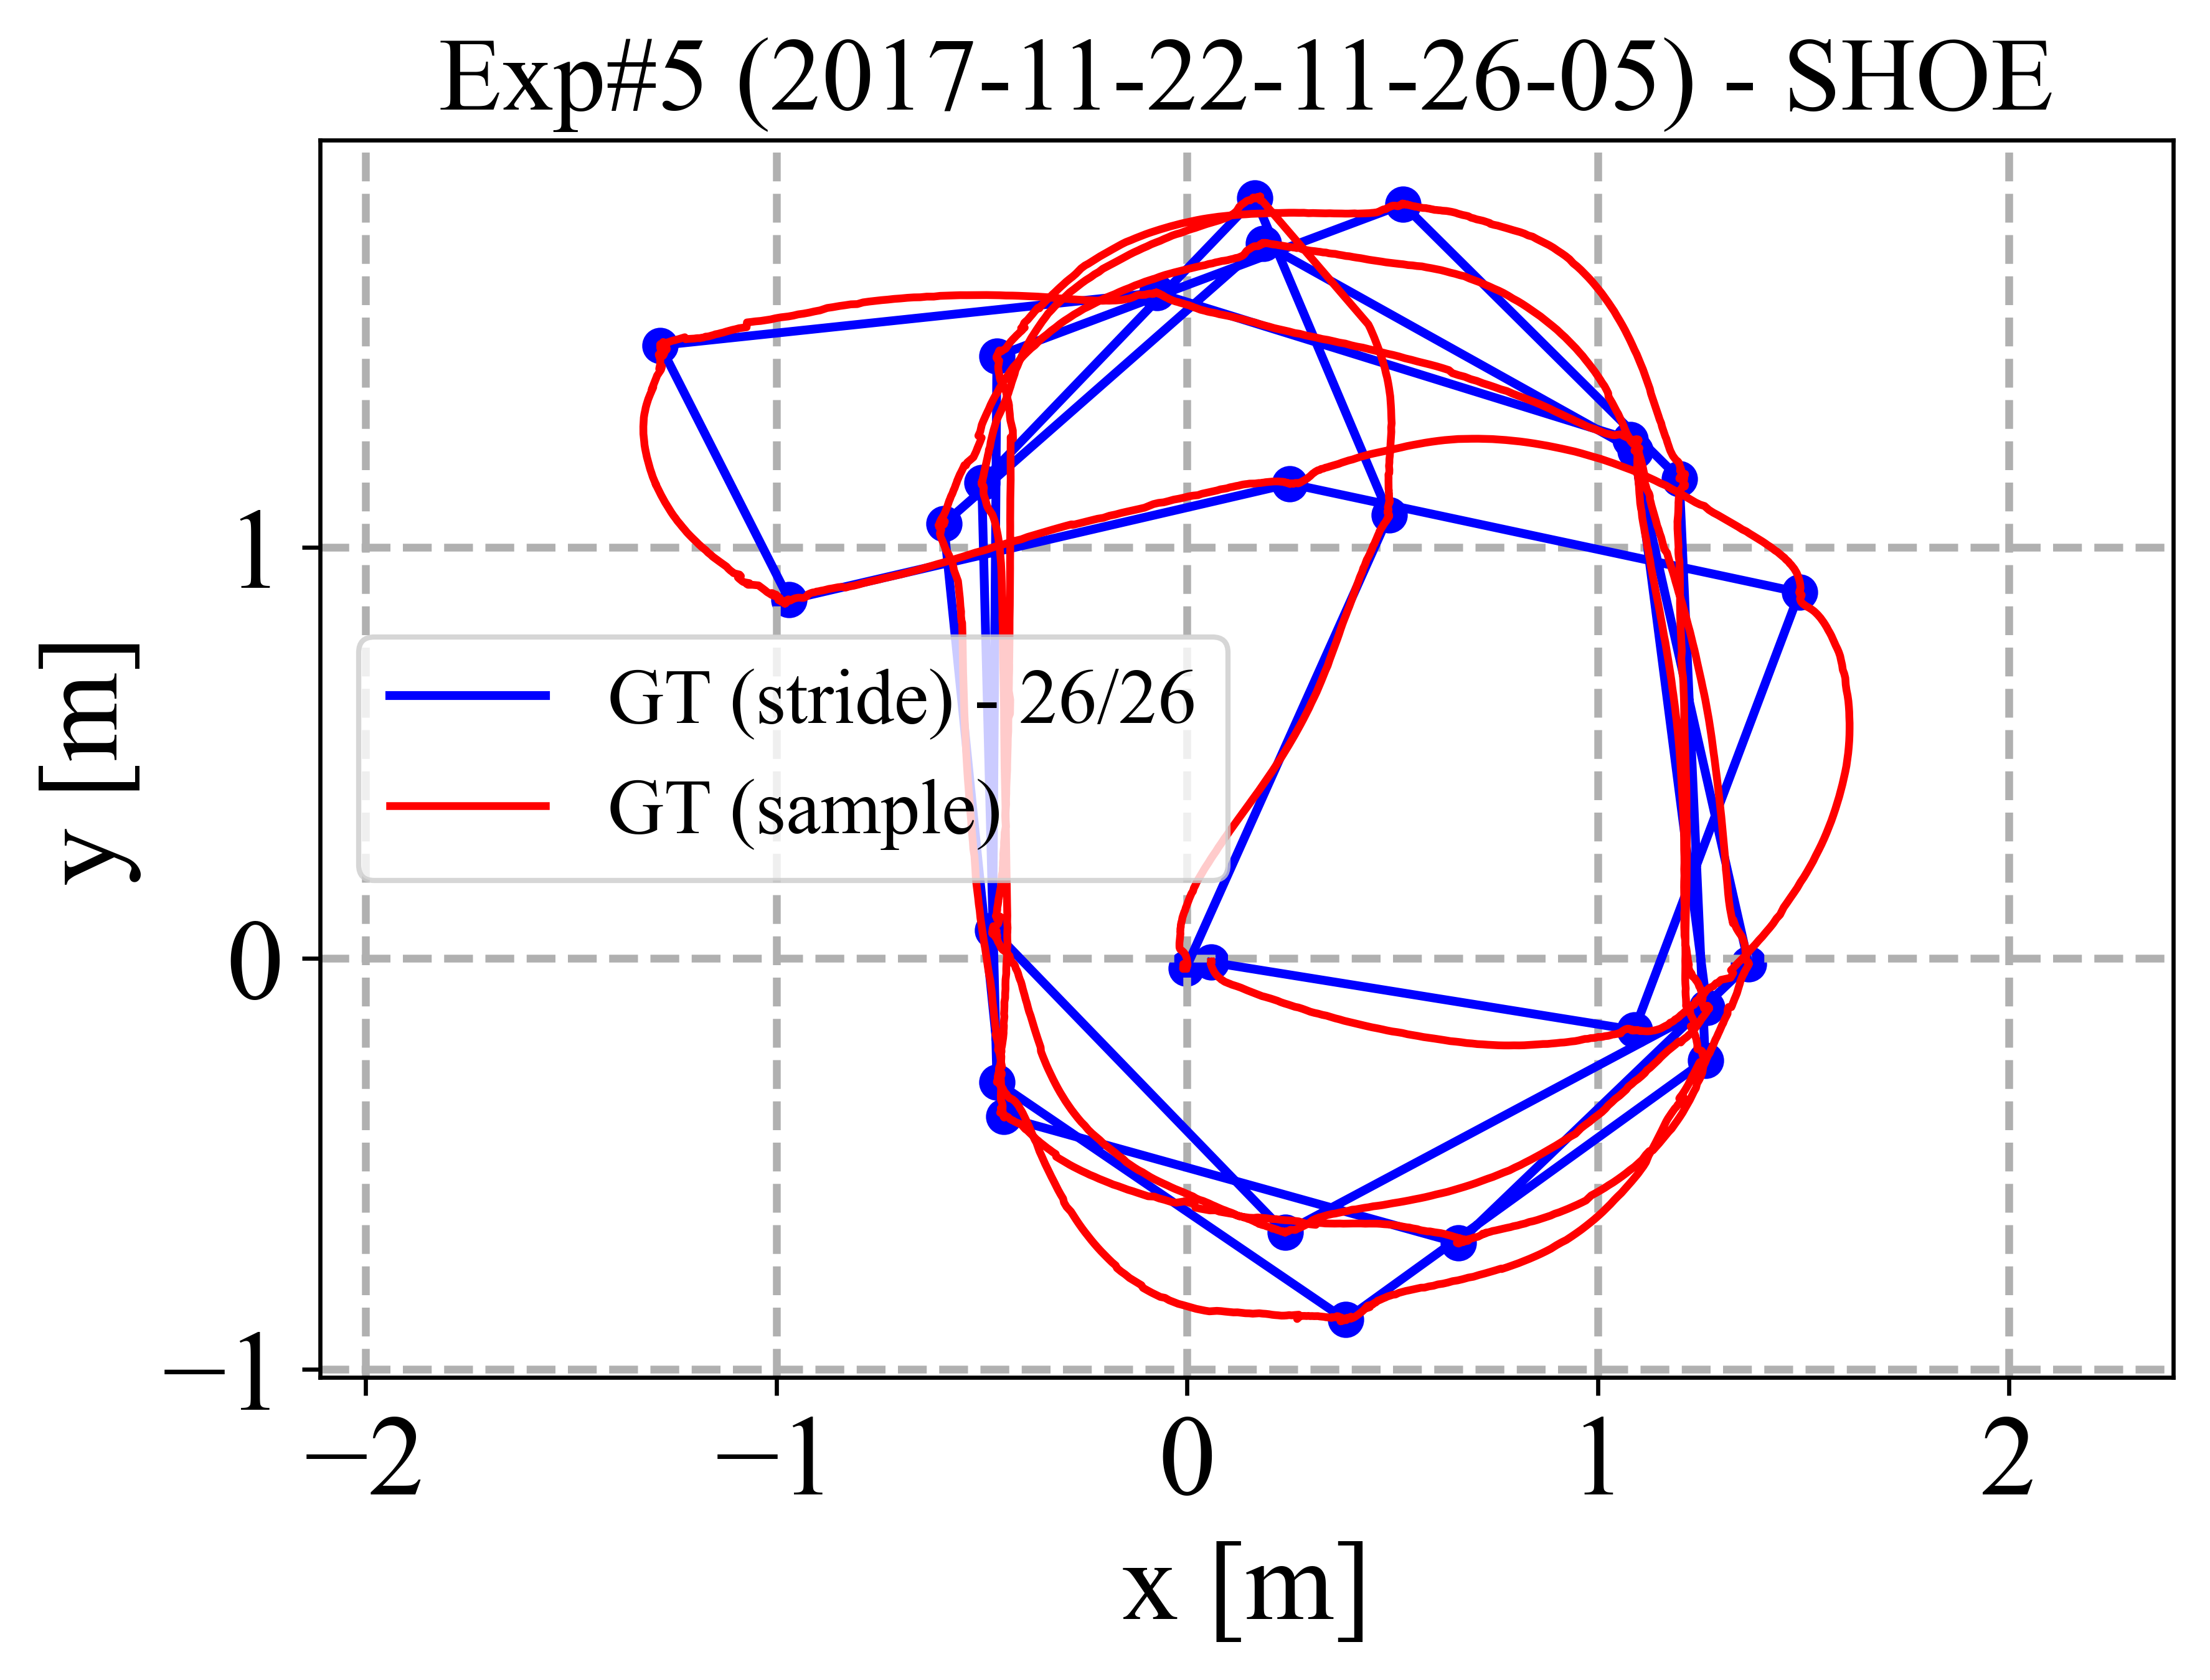 Exp#5 (2017-11-22-11-26-05) - SHOE
y [m]
1
0
−1
GT (stride) - 26/26
GT (sample)
−2 −1 0 1 2
x [m]